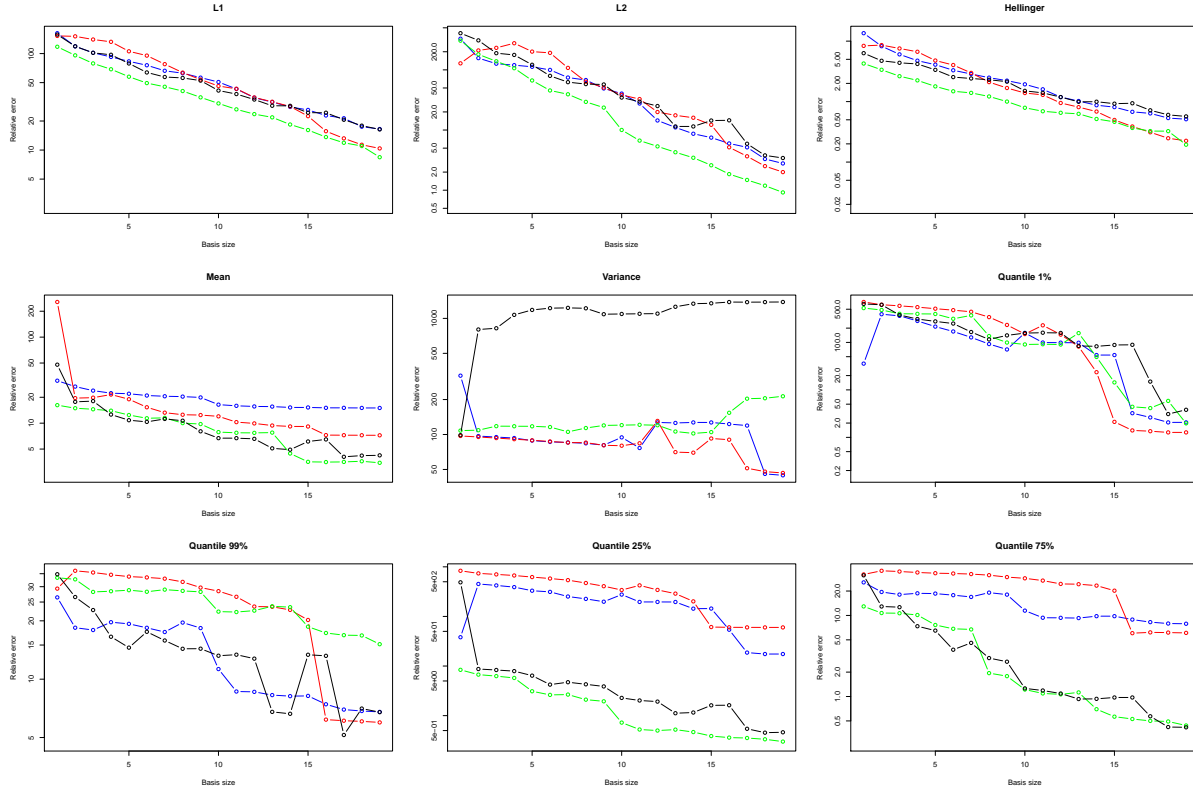 L1
Relative error
100
50
20
10
5
5
10
15
Basis size
L2
Relative error
200.0
50.0
20.0
5.0
2.0
1.0
0.5
5
10
15
Basis size
Hellinger
Relative error
5.00
2.00
0.50
0.20
0.05
0.02
5
10
15
Basis size
Mean
Relative error
200
100
50
20
10
5
5
10
15
Basis size
Variance
Relative error
1000
500
200
100
50
5
10
15
Basis size
Quantile 1%
Relative error
500.0
100.0
20.0
5.0
2.0
0.5
0.2
5
10
15
Basis size
Quantile 99%
Relative error
30
25
20
15
10
5
5
10
15
Basis size
Quantile 25%
Relative error
5e+02
5e+01
5e+00
5e-01
5
10
15
Basis size
Quantile 75%
Relative error
20.0
10.0
5.0
2.0
1.0
0.5
5
10
15
Basis size